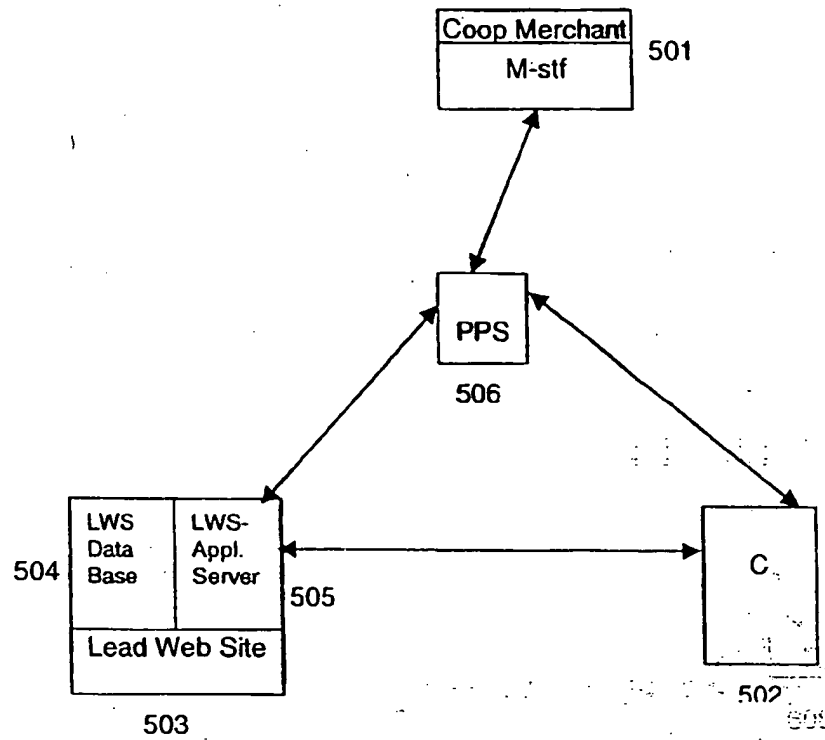 Coop Merchant
M-stf
501
PPS
506
LWS
Data
Base
LWS-
Appl.
Server
504
505
Lead Web Site
503
C
502